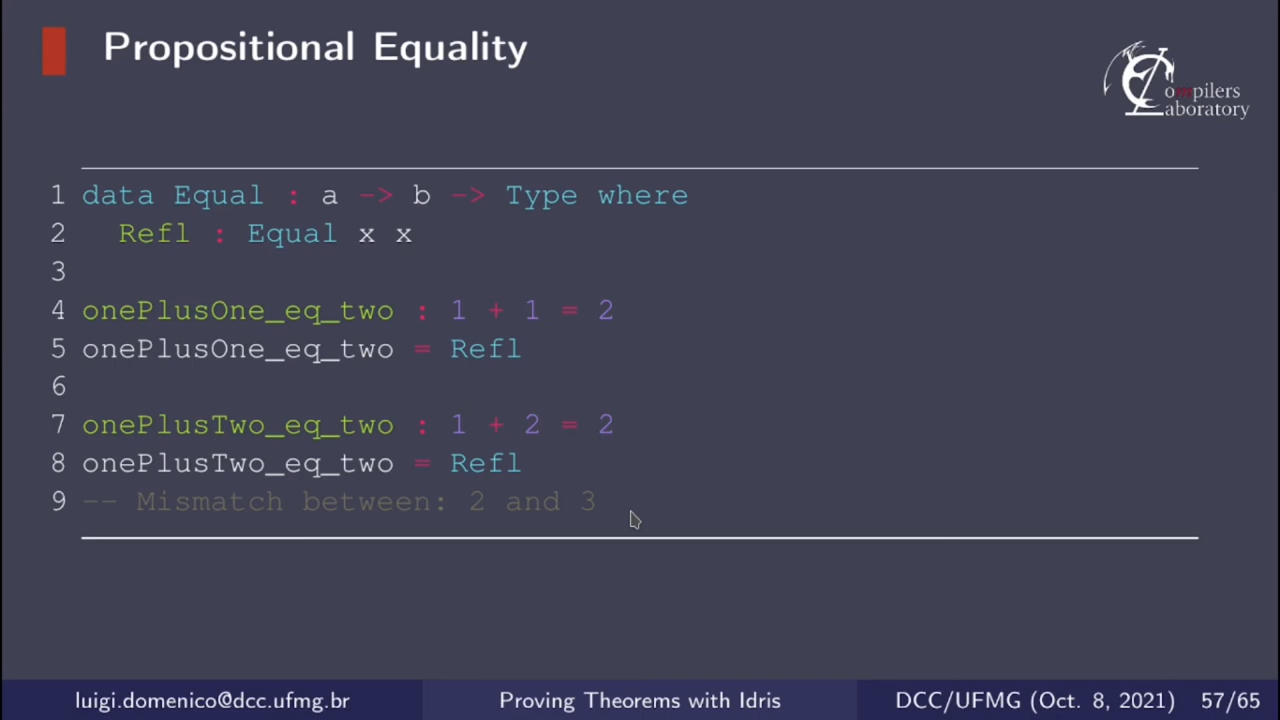 Propositional Equality
Compilers
Laboratory
1 data Equal : a -> b -> Type where
2   Refl : Equal x x
3
4 onePlusOne_eq_two : 1 + 1 = 2
5 onePlusOne_eq_two = Refl
6
7 onePlusTwo_eq_two : 1 + 2 = 2
8 onePlusTwo_eq_two = Refl
9 -- Mismatch between: 2 and 3
luigi.domenico@dcc.ufmg.br Proving Theorems with Idris DCC/UFMG (Oct. 8, 2021) 57/65